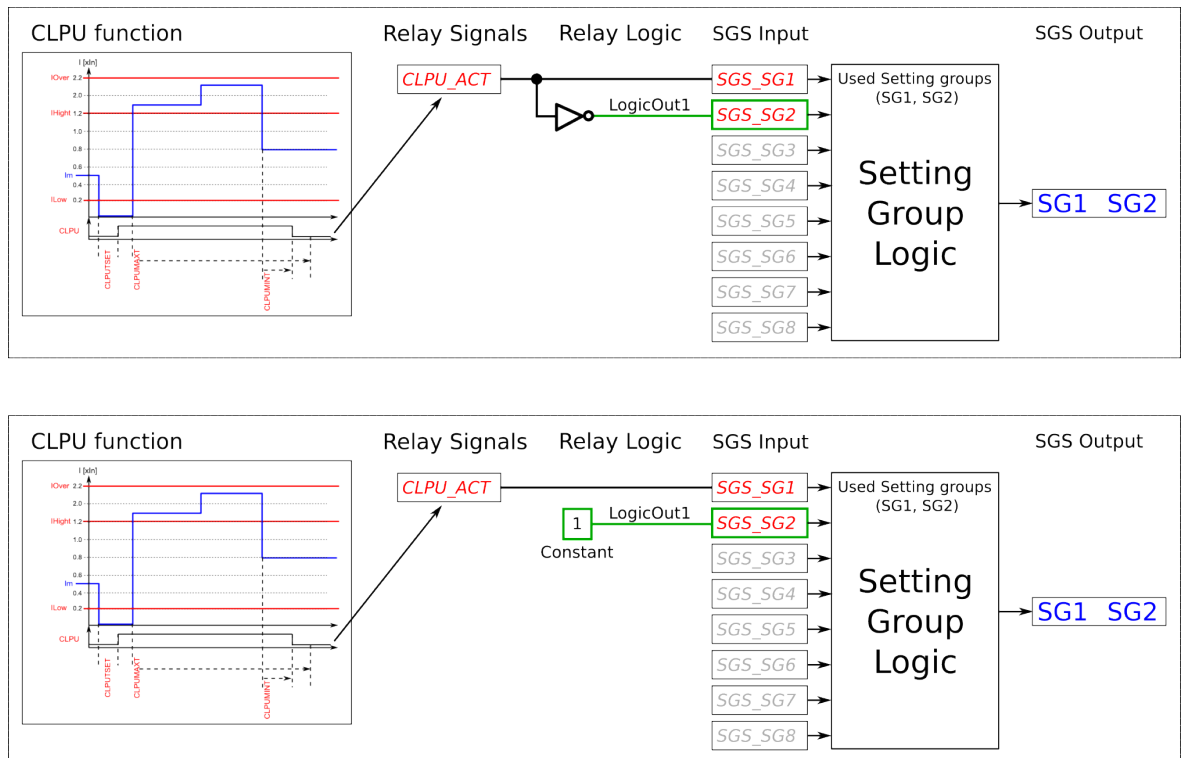 CLPU function
Relay Signals
Relay Logic
SGS Input
SGS Output
I [xIn]
IOver 2.2
2.0
IHight 1.2
1.0
0.8
0.6
Im
0.4
ILow 0.2
CLPU
CLPUTSET
CLPUMAXT
CLPUMINT
CLPU_ACT
LogicOut1
SGS_SG1
SGS_SG2
SGS_SG3
SGS_SG4
SGS_SG5
SGS_SG6
SGS_SG7
SGS_SG8
Used Setting groups
(SG1, SG2)
Setting
Group
Logic
SG1 SG2
CLPU function
Relay Signals
Relay Logic
SGS Input
SGS Output
I [xIn]
IOver 2.2
2.0
IHight 1.2
1.0
0.8
0.6
Im
0.4
ILow 0.2
CLPU
CLPUTSET
CLPUMAXT
CLPUMINT
CLPU_ACT
1
Constant
LogicOut1
SGS_SG1
SGS_SG2
SGS_SG3
SGS_SG4
SGS_SG5
SGS_SG6
SGS_SG7
SGS_SG8
Used Setting groups
(SG1, SG2)
Setting
Group
Logic
SG1 SG2